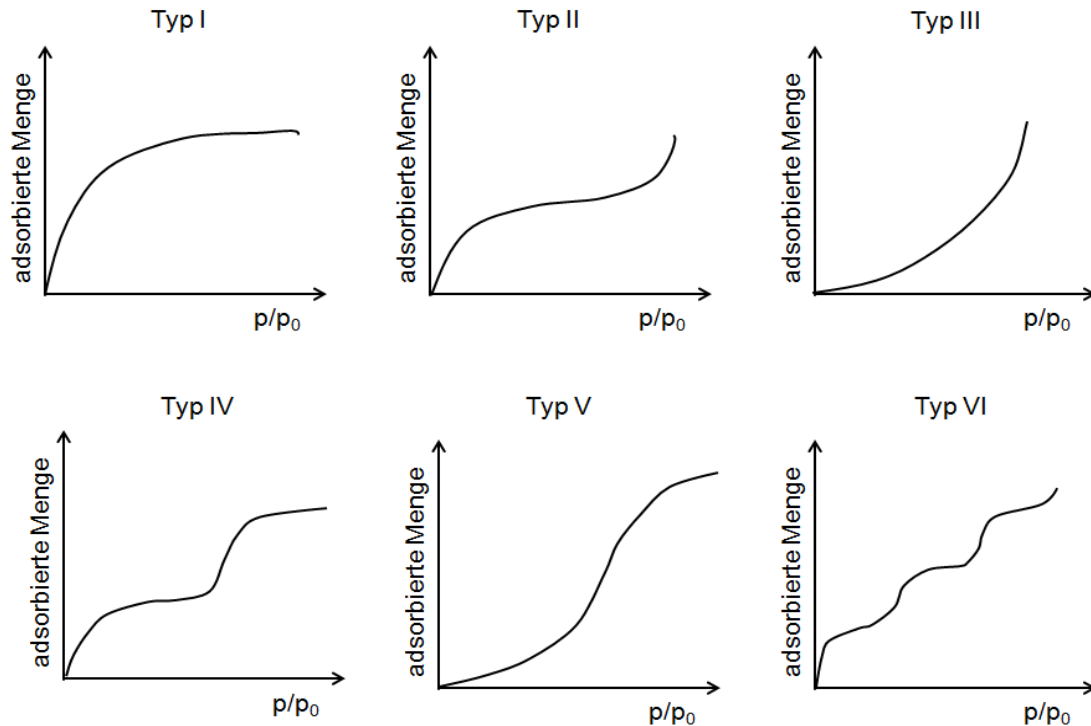 Typ I
adsorbierte Menge
p/p₀
Typ II
adsorbierte Menge
p/p₀
Typ III
adsorbierte Menge
p/p₀
Typ IV
adsorbierte Menge
p/p₀
Typ V
adsorbierte Menge
p/p₀
Typ VI
adsorbierte Menge
p/p₀